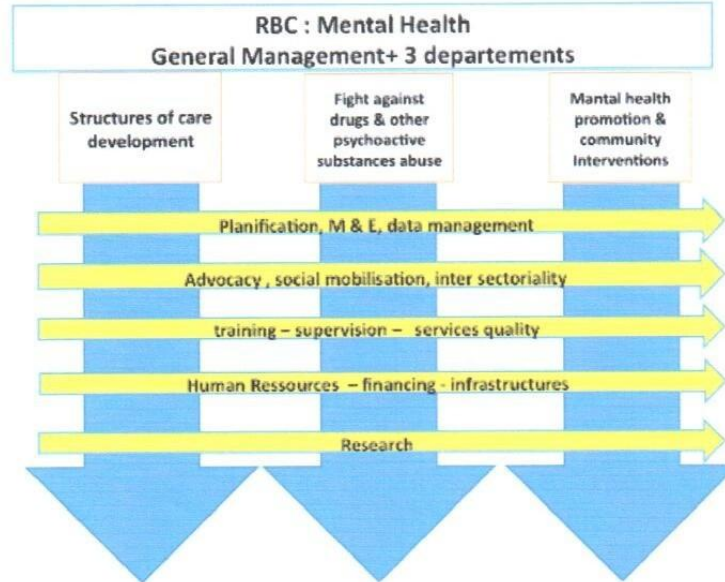 RBC : Mental Health
General Management+ 3 departements
Structures of care
development
Fight against
drugs & other
psychoactive
substances abuse
Mantal health
promotion &
community
Interventions
Planification, M & E, data management
Advocacy , social mobilisation, inter sectoriality
training – supervision – services quality
Human Ressources – financing - infrastructures
Research